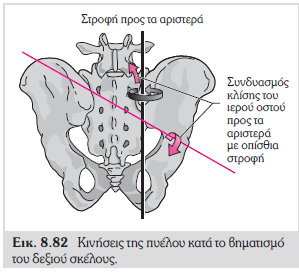 Στροφή προς τα αριστερά
Συνδυασμός
κλίσης του
ιερού οστού
προς τα
αριστερά
με οπίσθια
στροφή
Εικ. 8.82 Κινήσεις της πυέλου κατά το βηματισμό
του δεξιού σκέλους.